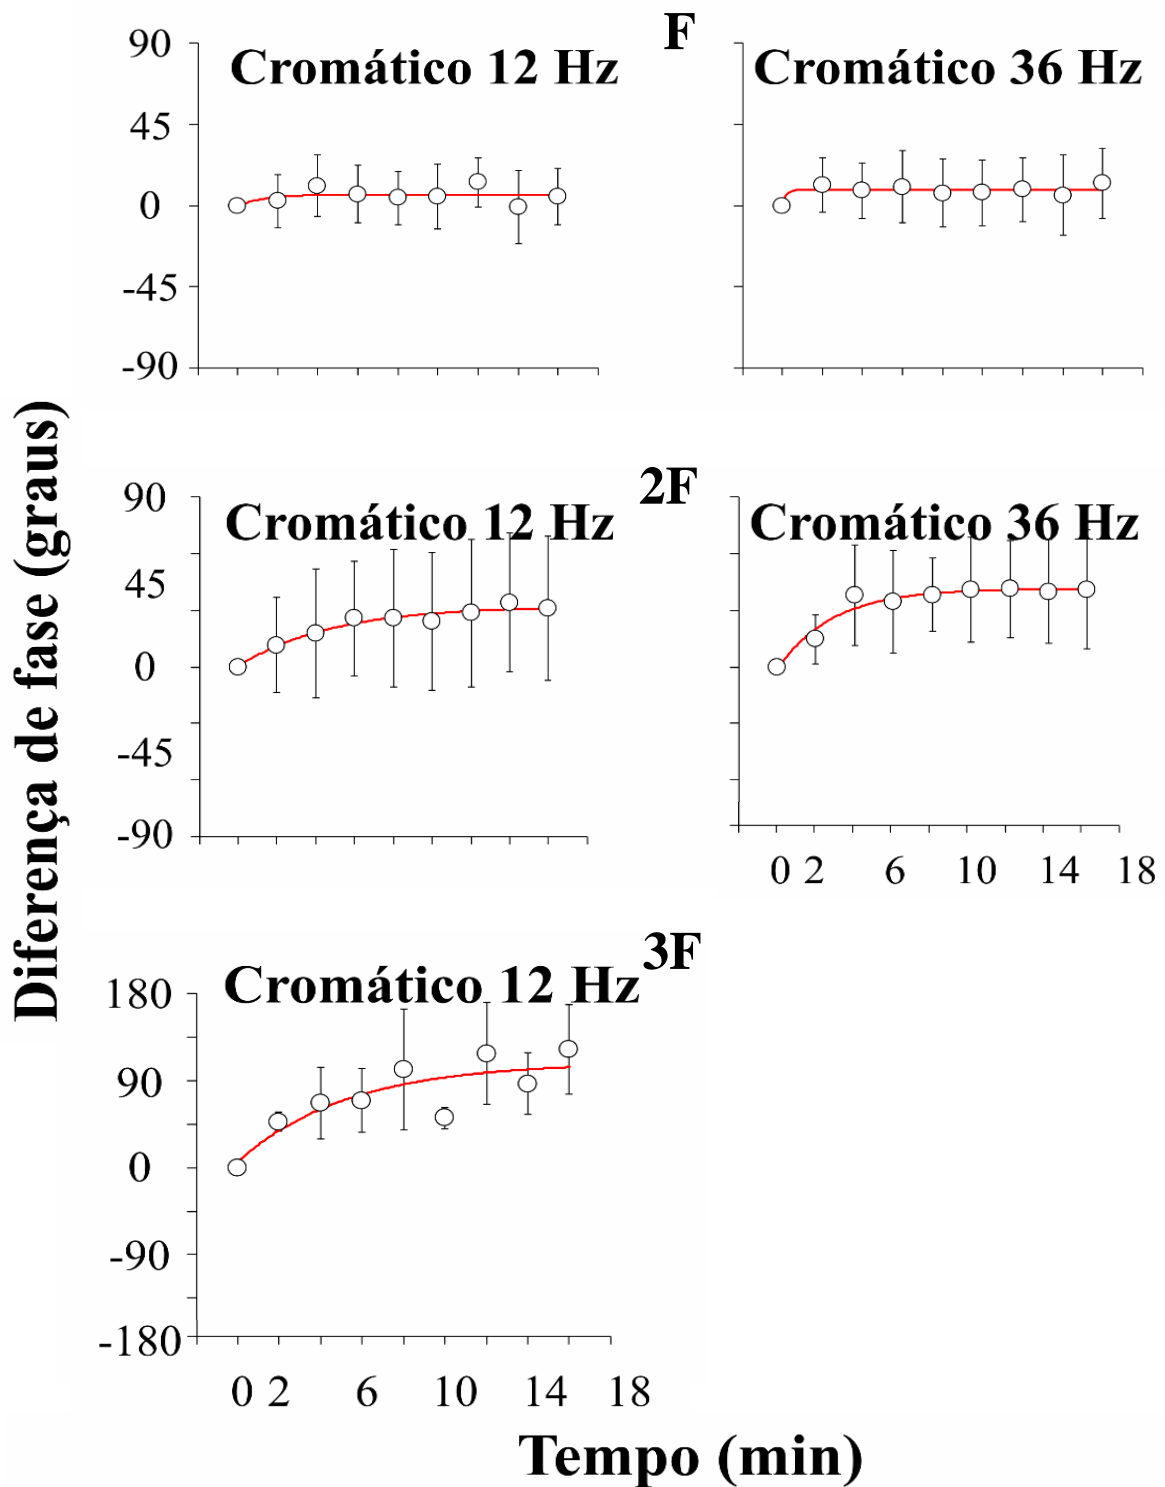 F
Cromático 12 Hz
Cromático 36 Hz
90
45
0
-45
-90
2F
Cromático 12 Hz
Cromático 36 Hz
90
45
0
-45
-90
0 2 6 10 14 18
3F
Cromático 12 Hz
180
90
0
-90
-180
0 2 6 10 14 18
Diferença de fase (graus)
Tempo (min)